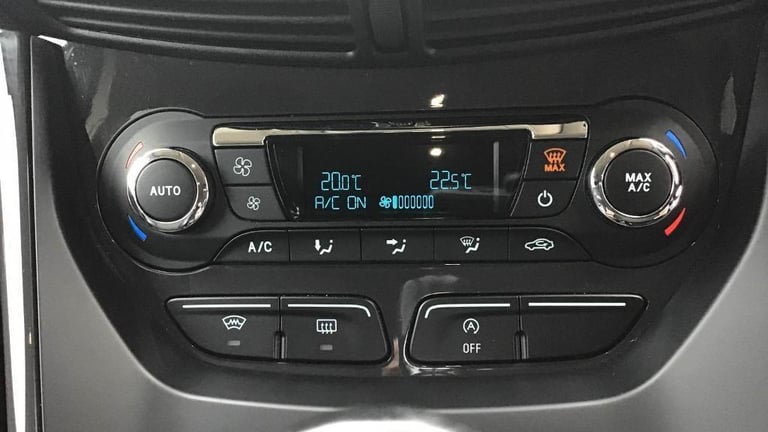 AUTO
20.0°C 22.5°C
A/C ON
MAX
MAX
A/C
A/C
A
OFF